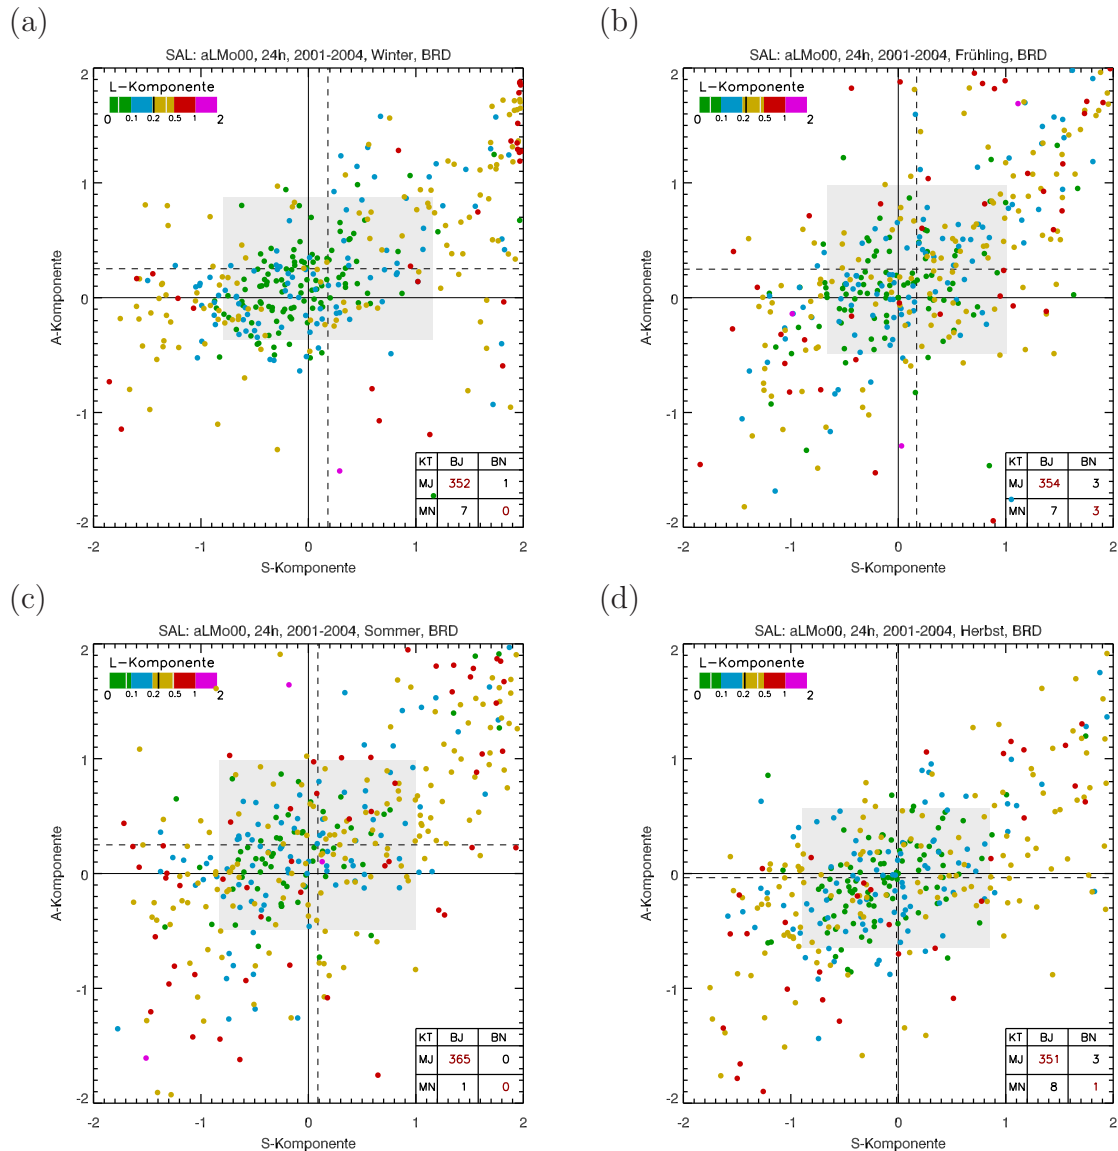 (a)
SAL: aLMo00, 24h, 2001-2004, Winter, BRD
L-Komponente
0 0.1 0.2 0.5 1 2
A-Komponente
2
1
0
-1
-2
KT BJ BN
MJ 352 1
MN 7 0
-2 -1 0 1 2
S-Komponente
(b)
SAL: aLMo00, 24h, 2001-2004, Frühling, BRD
L-Komponente
0 0.1 0.2 0.5 1 2
A-Komponente
2
1
0
-1
-2
KT BJ BN
MJ 354 3
MN 7 3
-2 -1 0 1 2
S-Komponente
(c)
SAL: aLMo00, 24h, 2001-2004, Sommer, BRD
L-Komponente
0 0.1 0.2 0.5 1 2
A-Komponente
2
1
0
-1
-2
KT BJ BN
MJ 365 0
MN 1 0
-2 -1 0 1 2
S-Komponente
(d)
SAL: aLMo00, 24h, 2001-2004, Herbst, BRD
L-Komponente
0 0.1 0.2 0.5 1 2
A-Komponente
2
1
0
-1
-2
KT BJ BN
MJ 351 3
MN 8 1
-2 -1 0 1 2
S-Komponente